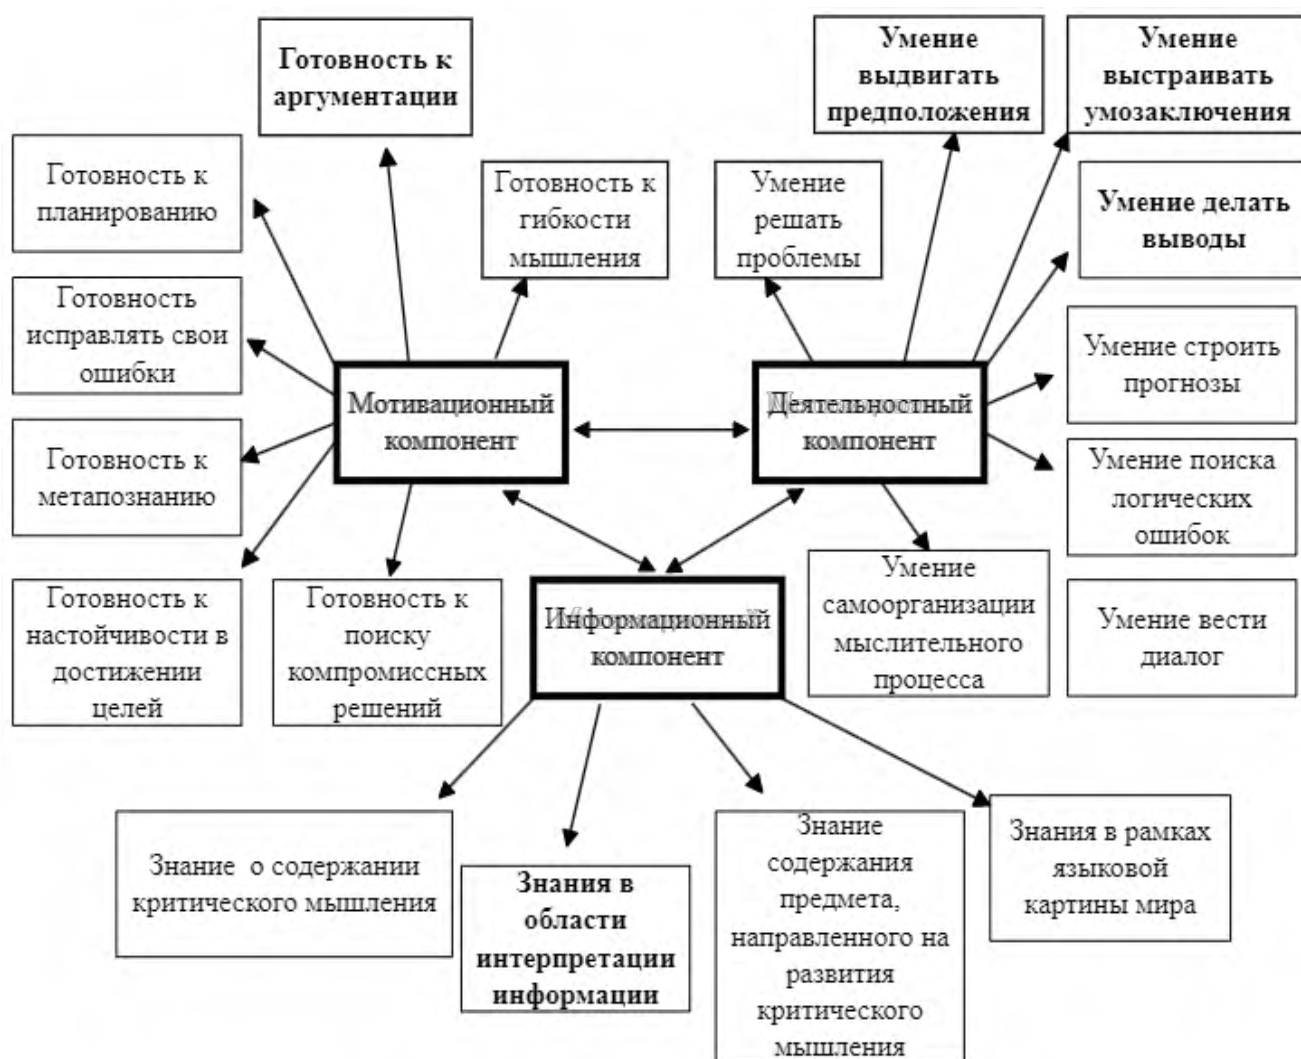 Готовность к
аргументации
Умение
выдвигать
предположения
Умение
выстраивать
умозаключения
Готовность к
планированию
Готовность к
гибкости
мышления
Умение
решать
проблемы
Умение делать
выводы
Готовность
исправлять свои
ошибки
Умение строить
прогнозы
Мотивационный
компонент
Деятельностный
компонент
Готовность к
метапознанию
Умение поиска
логических
ошибок
Готовность к
настойчивости в
достижении
целей
Готовность к
поиску
компромиссных
решений
Информационный
компонент
Умение
самоорганизации
мыслительного
процесса
Умение вести
диалог
Знание о содержании
критического мышления
Знания в
области
интерпретации
информации
Знание
содержания
предмета,
направленного на
развития
критического
мышления
Знания в рамках
языковой
картины мира